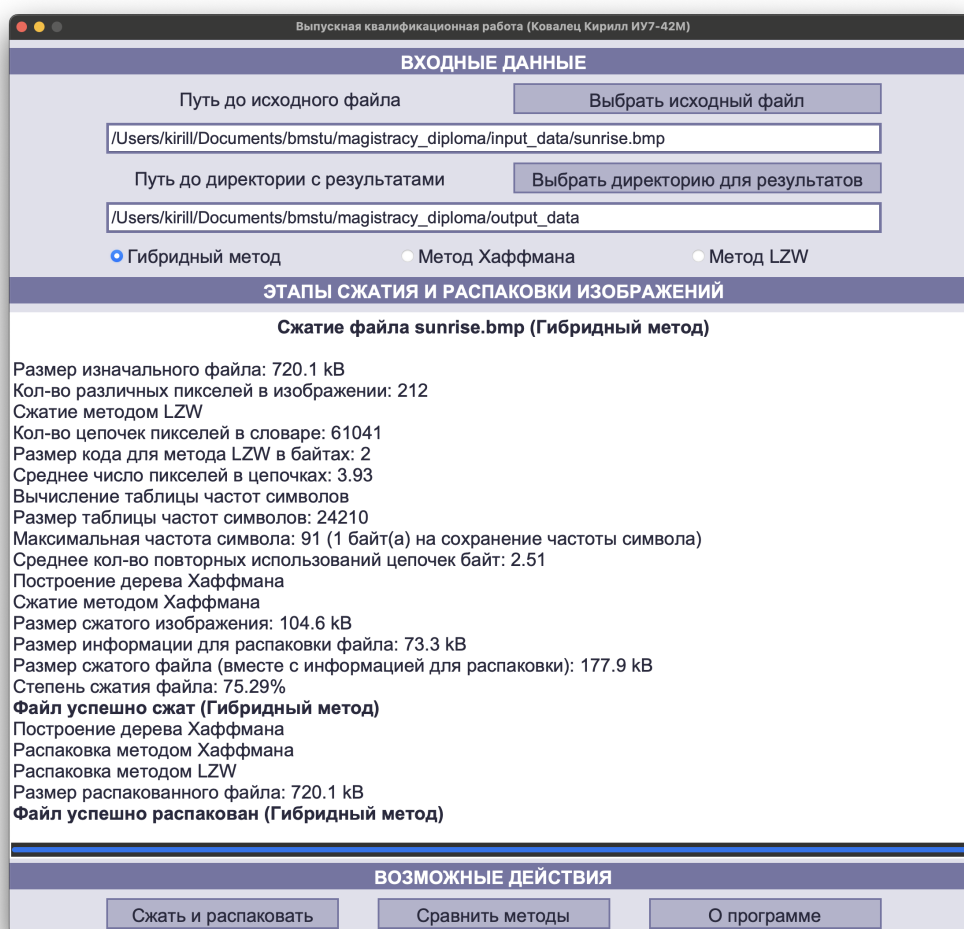 Выпускная квалификационная работа (Ковалец Кирилл ИУ7-42М)
ВХОДНЫЕ ДАННЫЕ
Путь до исходного файла
Выбрать исходный файл
/Users/kirill/Documents/bmstu/magistracy_diploma/input_data/sunrise.bmp
Путь до директории с результатами
Выбрать директорию для результатов
/Users/kirill/Documents/bmstu/magistracy_diploma/output_data
Гибридный метод
Метод Хаффмана
Метод LZW
ЭТАПЫ СЖАТИЯ И РАСПАКОВКИ ИЗОБРАЖЕНИЙ
Сжатие файла sunrise.bmp (Гибридный метод)
Размер изначального файла: 720.1 kB
Кол-во различных пикселей в изображении: 212
Сжатие методом LZW
Кол-во цепочек пикселей в словаре: 61041
Размер кода для метода LZW в байтах: 2
Среднее число пикселей в цепочках: 3.93
Вычисление таблицы частот символов
Размер таблицы частот символов: 24210
Максимальная частота символа: 91 (1 байт(а) на сохранение частоты символа)
Среднее кол-во повторных использований цепочек байт: 2.51
Построение дерева Хаффмана
Сжатие методом Хаффмана
Размер сжатого изображения: 104.6 kB
Размер информации для распаковки файла: 73.3 kB
Размер сжатого файла (вместе с информацией для распаковки): 177.9 kB
Степень сжатия файла: 75.29%
Файл успешно сжат (Гибридный метод)
Построение дерева Хаффмана
Распаковка методом Хаффмана
Распаковка методом LZW
Размер распакованного файла: 720.1 kB
Файл успешно распакован (Гибридный метод)
ВОЗМОЖНЫЕ ДЕЙСТВИЯ
Сжать и распаковать
Сравнить методы
О программе